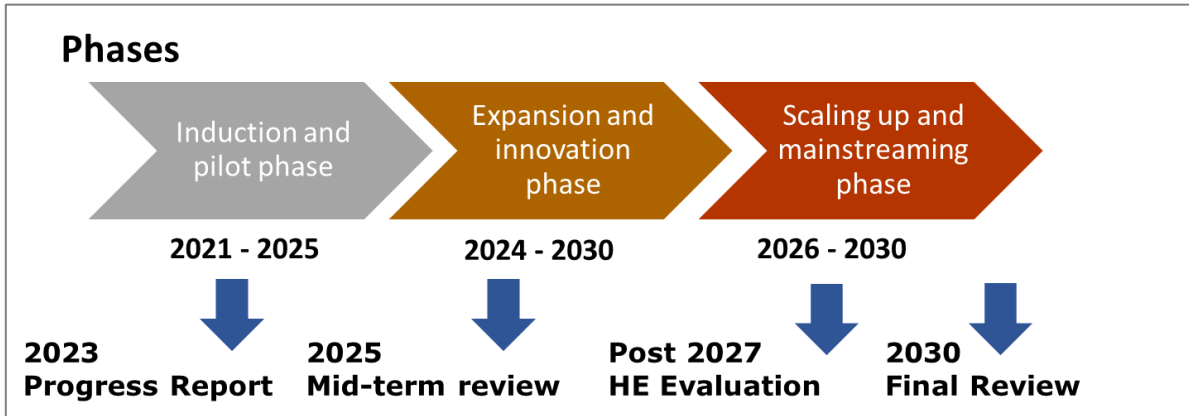 Phases
Induction and
pilot phase
Expansion and
innovation
phase
Scaling up and
mainstreaming
phase
2021 - 2025
2024 - 2030
2026 - 2030
2023
Progress Report
2025
Mid-term review
Post 2027
HE Evaluation
2030
Final Review